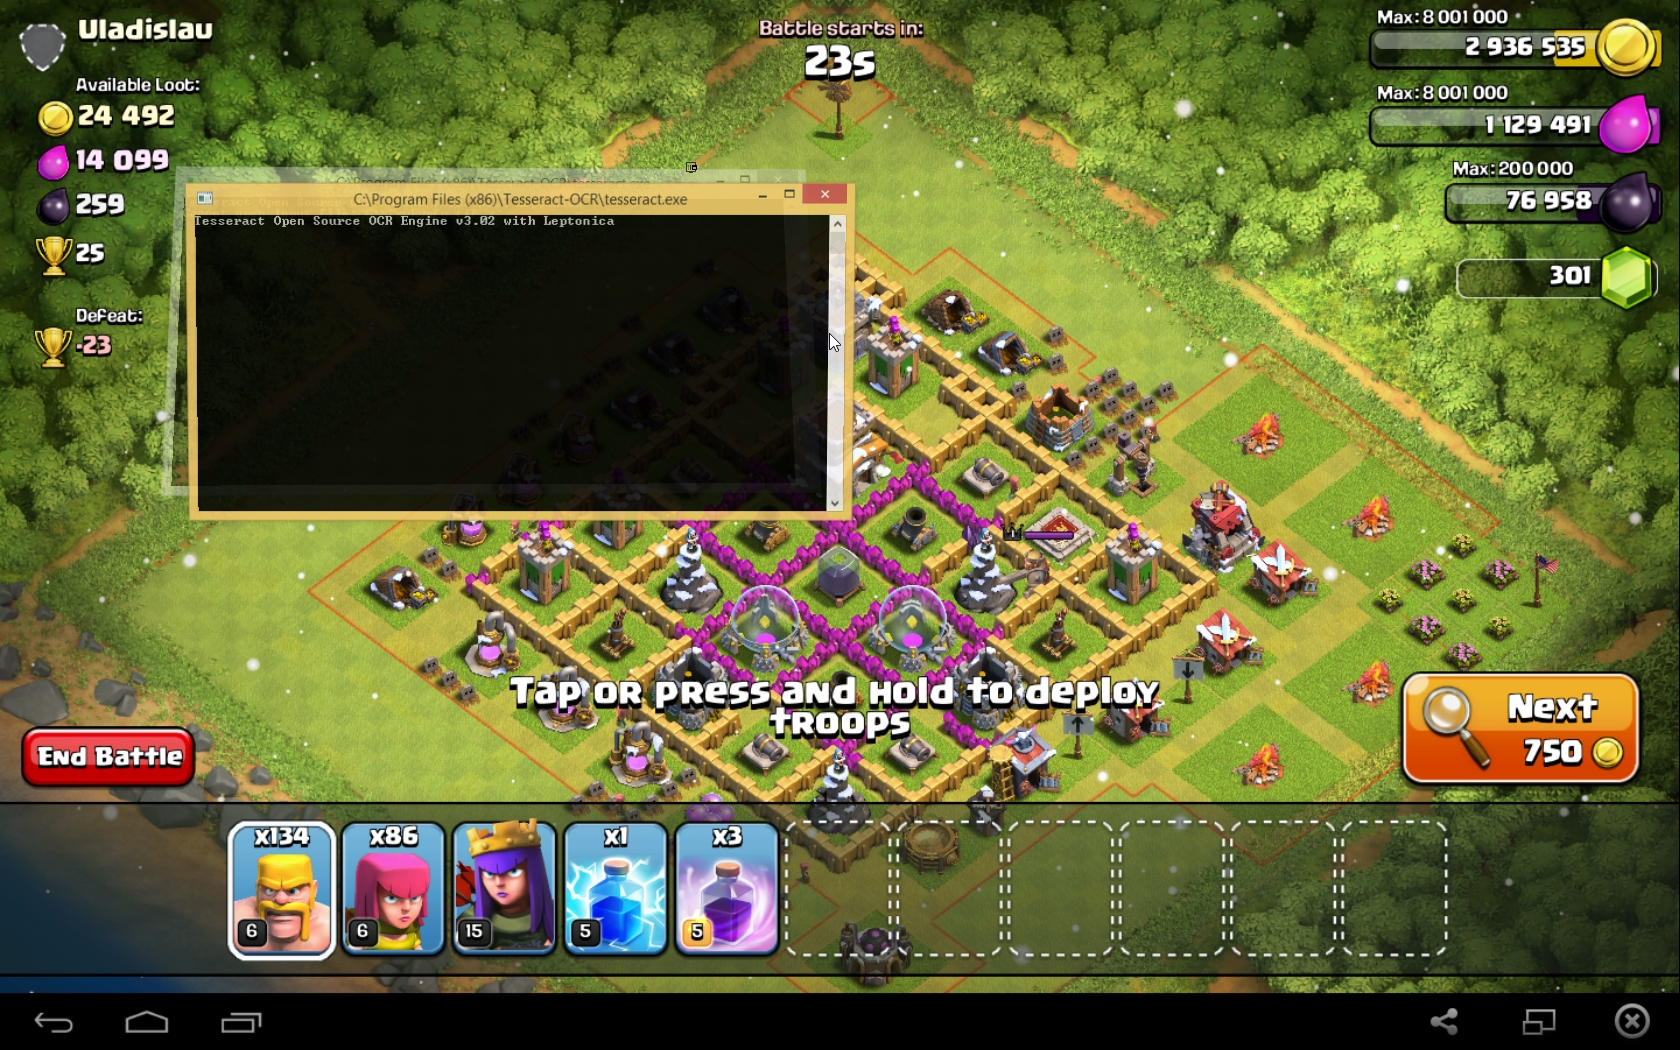 Uladislau
Available Loot:
24 492
14 099
259
25
Defeat:
-23
Battle starts in:
23s
Max: 8 001 000
2 936 535
Max: 8 001 000
1 129 491
Max: 200 000
76 958
301
C:\Program Files (x86)\Tesseract-OCR\tesseract.exe
Tesseract Open Source OCR Engine v3.02 with Leptonica
Tap or press and hold to deploy
troops
End Battle
Next
750
x134
6
x86
6
15
x1
5
x3
5